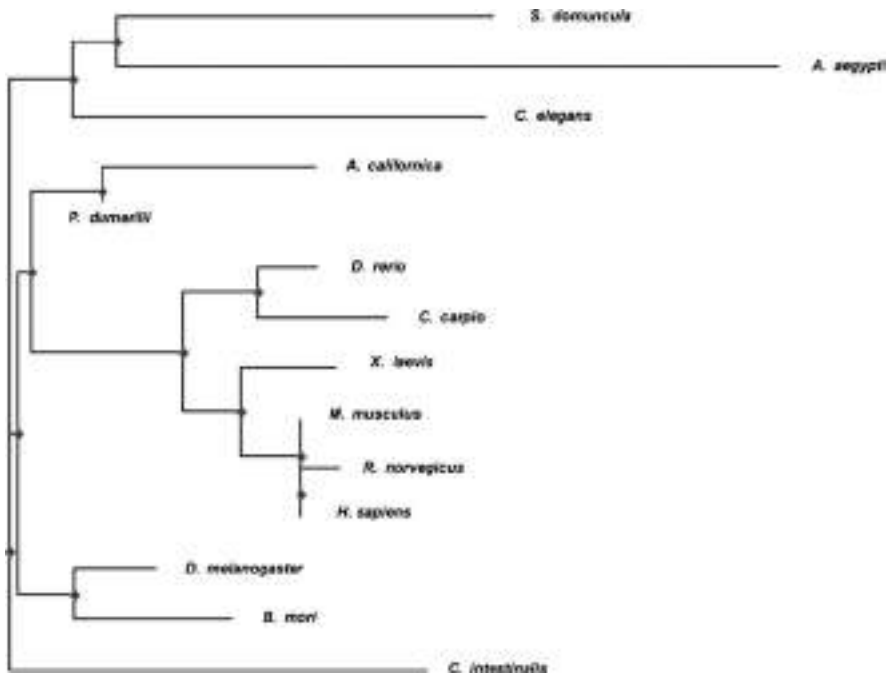 S. domuncula
A. aegypti
C. elegans
A. californica
P. dumerilii
D. rerio
C. carpio
X. laevis
M. musculus
R. norvegicus
H. sapiens
D. melanogaster
B. mori
C. intestinalis